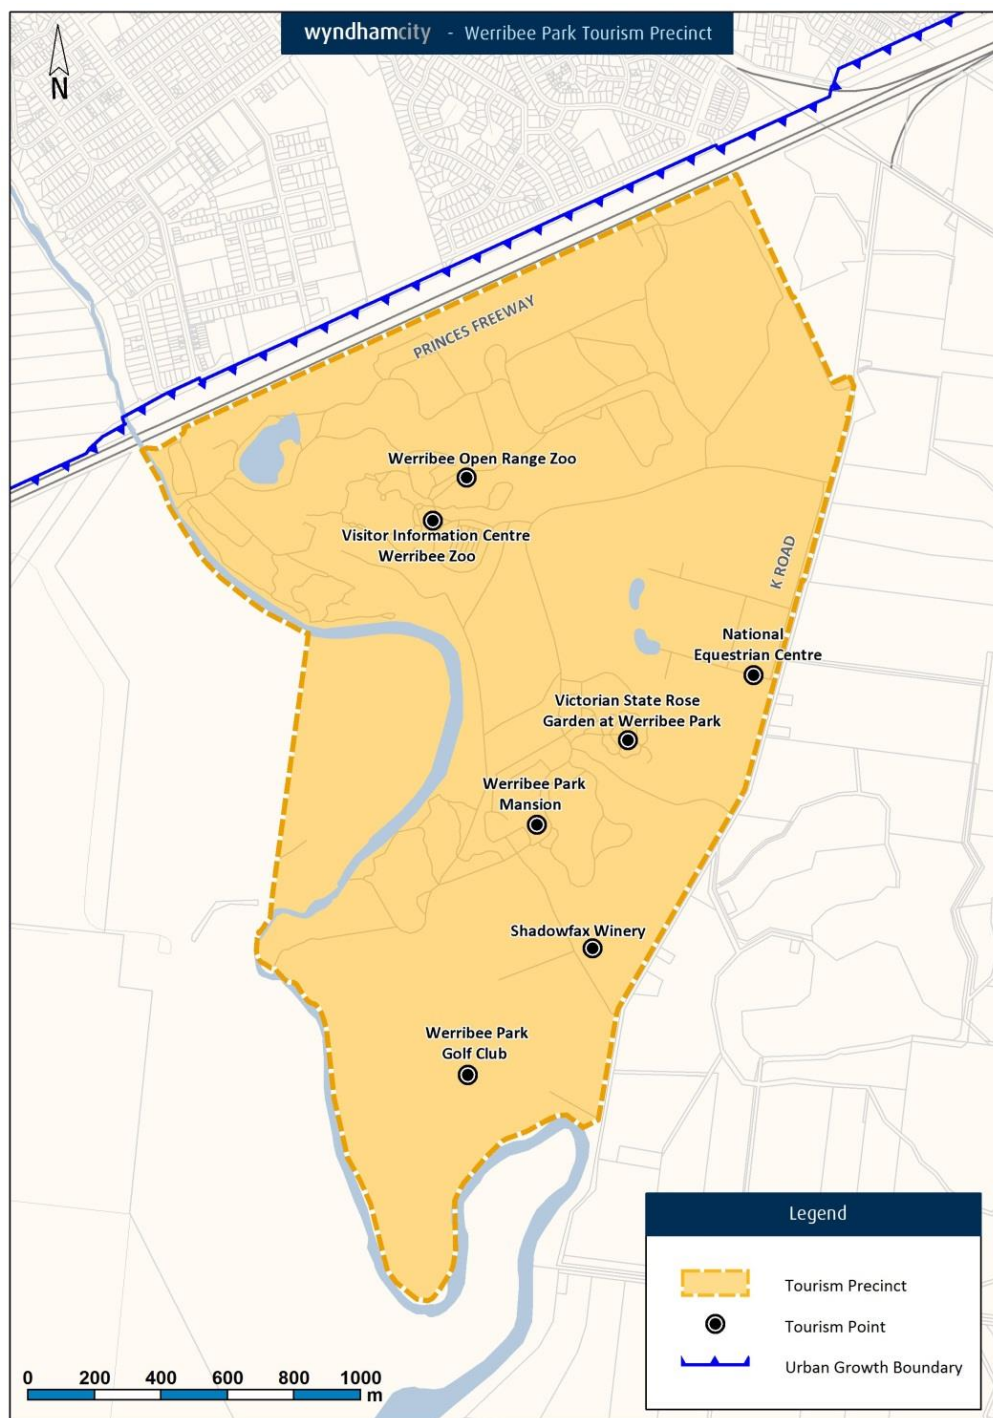 wyndhamcity - Werribee Park Tourism Precinct
N
PRINCES FREEWAY
Werribee Open Range Zoo
Visitor Information Centre
Werribee Zoo
K ROAD
National
Equestrian Centre
Victorian State Rose
Garden at Werribee Park
Werribee Park
Mansion
Shadowfax Winery
Werribee Park
Golf Club
Legend
Tourism Precinct
Tourism Point
Urban Growth Boundary
0 200 400 600 800 1000
m